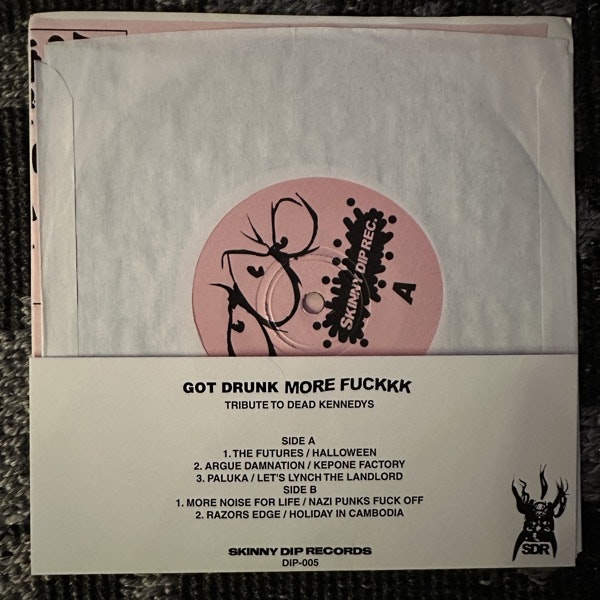 SKINNY DIP REC.
A
GOT DRUNK MORE FUCKKK
TRIBUTE TO DEAD KENNEDYS
SIDE A
1. THE FUTURES / HALLOWEEN
2. ARGUE DAMNATION / KEPONE FACTORY
3. PALUKA / LET'S LYNCH THE LANDLORD
SIDE B
1. MORE NOISE FOR LIFE / NAZI PUNKS FUCK OFF
2. RAZORS EDGE / HOLIDAY IN CAMBODIA
SDR
SKINNY DIP RECORDS
DIP-005